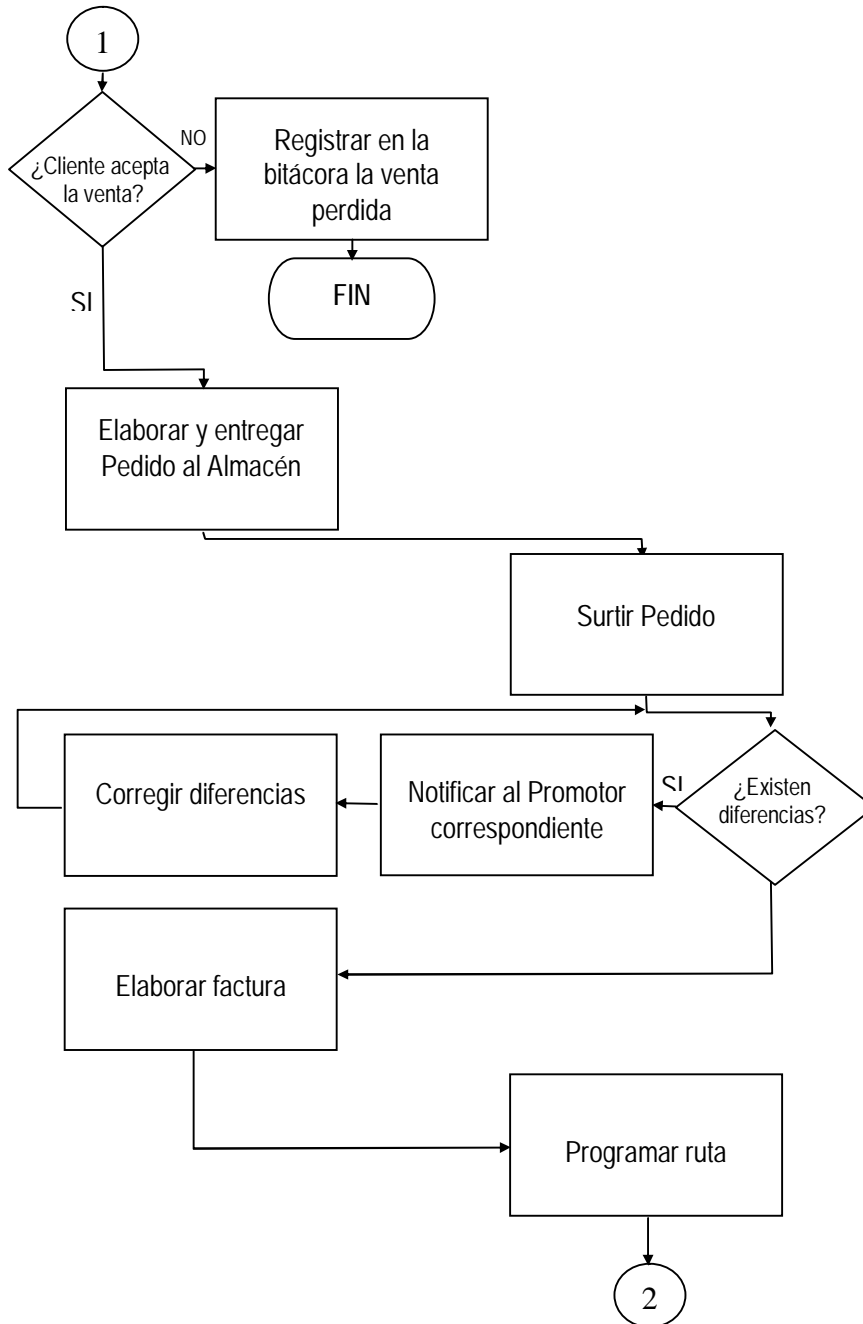 1
¿Cliente acepta
la venta?
NO
Registrar en la
bitácora la venta
perdida
FIN
SI
Elaborar y entregar
Pedido al Almacén
Surtir Pedido
¿Existen
diferencias?
SI
Notificar al Promotor
correspondiente
Corregir diferencias
Elaborar factura
Programar ruta
2